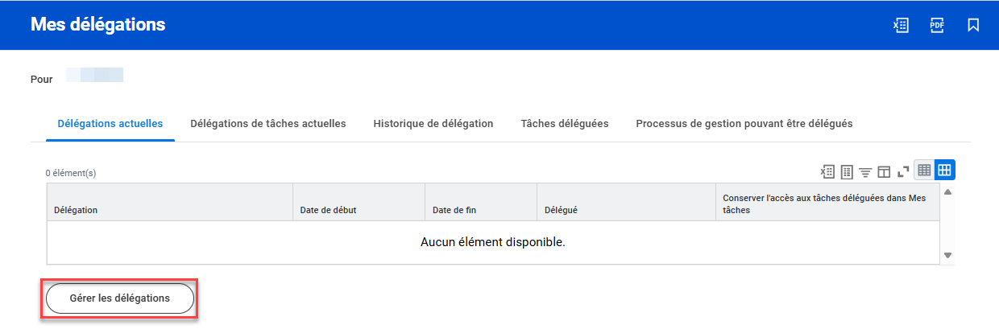 Mes délégations
PDF
Pour
Délégations actuelles
Délégations de tâches actuelles
Historique de délégation
Tâches déléguées
Processus de gestion pouvant être délégués
0 élément(s)
Délégation
Date de début
Date de fin
Délégué
Conserver l'accès aux tâches déléguées dans Mes
tâches
Aucun élément disponible.
Gérer les délégations